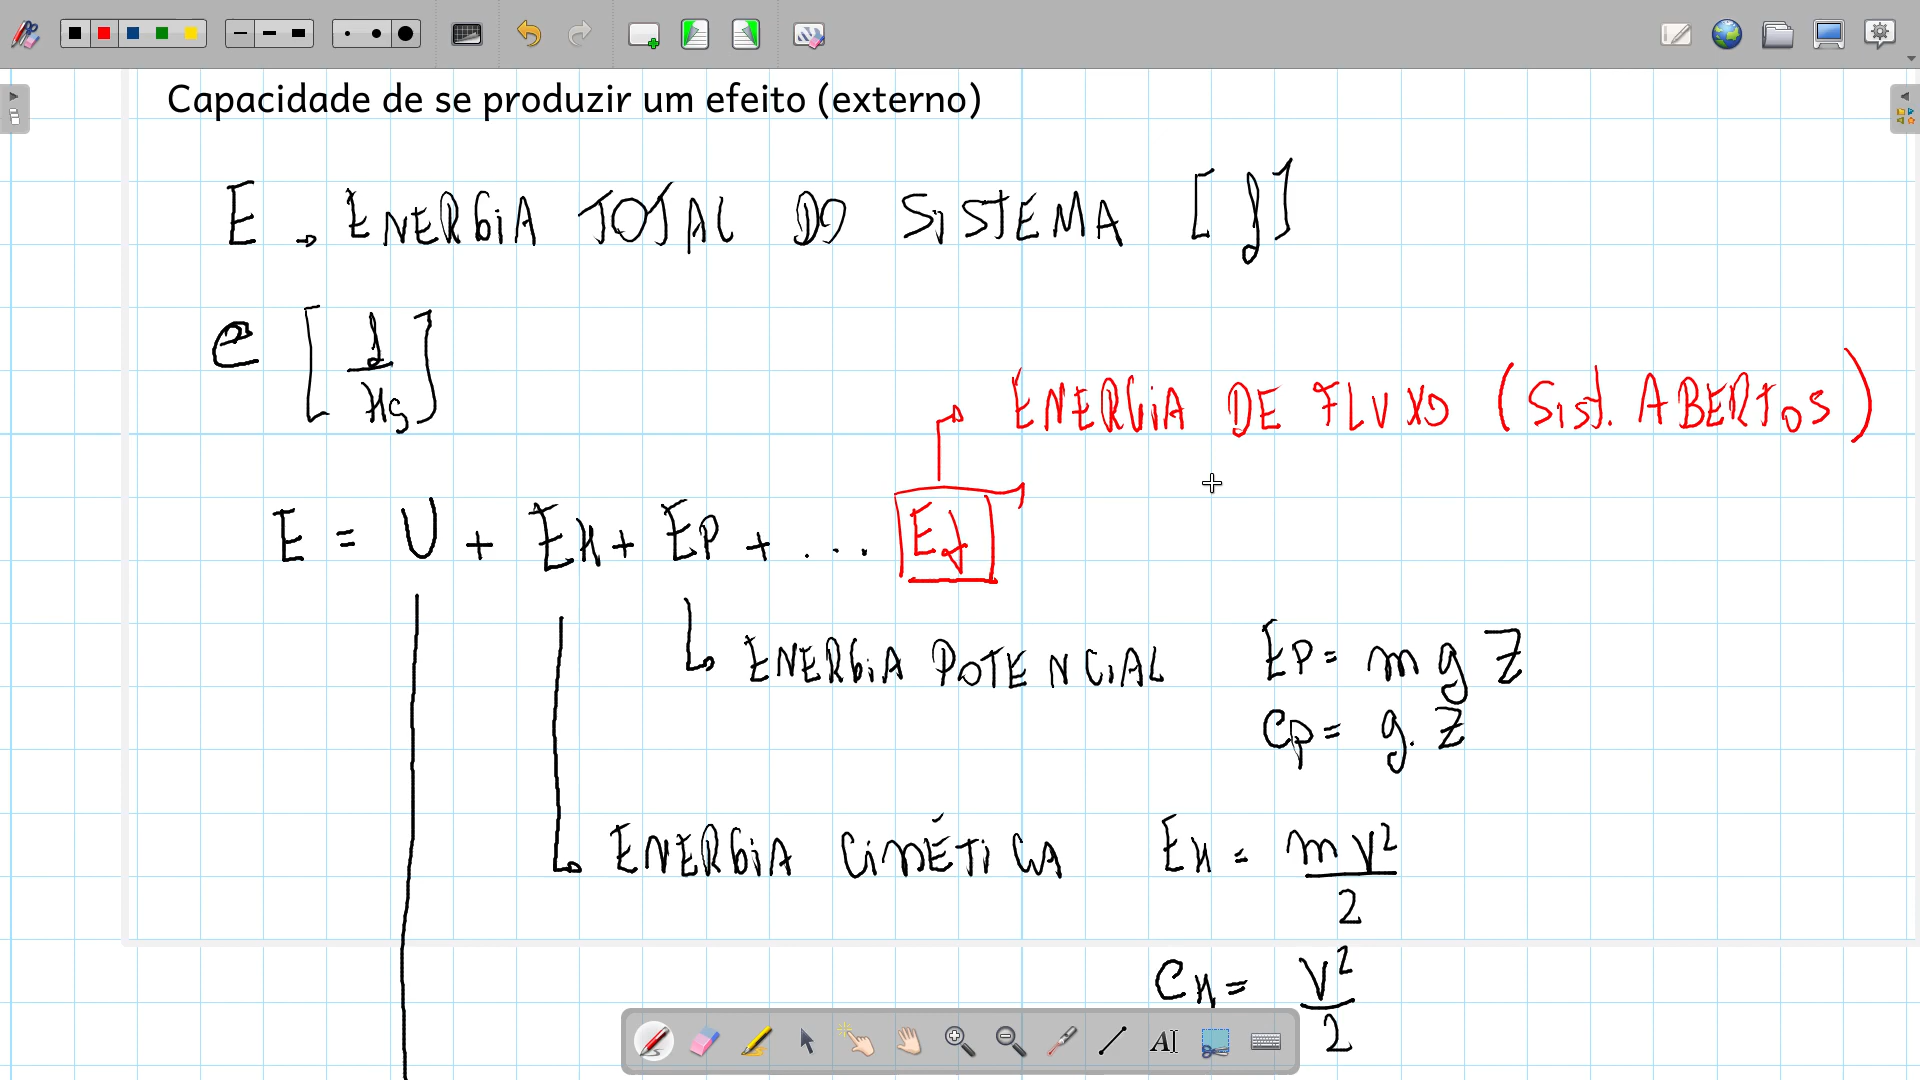 Capacidade de se produzir um efeito (externo)
E → ENERGIA TOTAL DO SISTEMA [J]
e [J/kg]
ENERGIA DE FLUXO (SIST. ABERTOS)
E = U + EK + EP + ... Ef
ENERGIA POTENCIAL EP = m g Z
eP = g. Z
ENERGIA CINÉTICA EK = m V²/2
eK = V²/2
AI